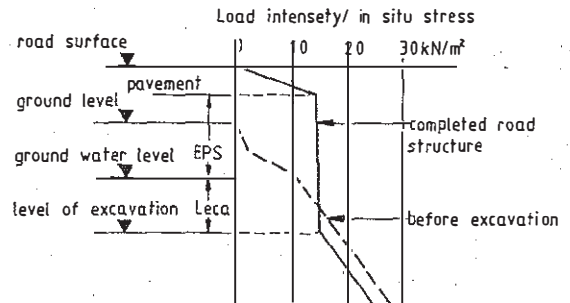 Load intensety/ in situ stress
road surface
0 10 20 30kN/m²
pavement
ground level
EPS
completed road
structure
ground water level
level of excavation
Leca
before excavation